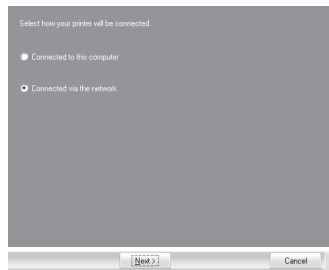 Select how your printer will be connected.
Connected to this computer
Connected via the network
Next >
Cancel